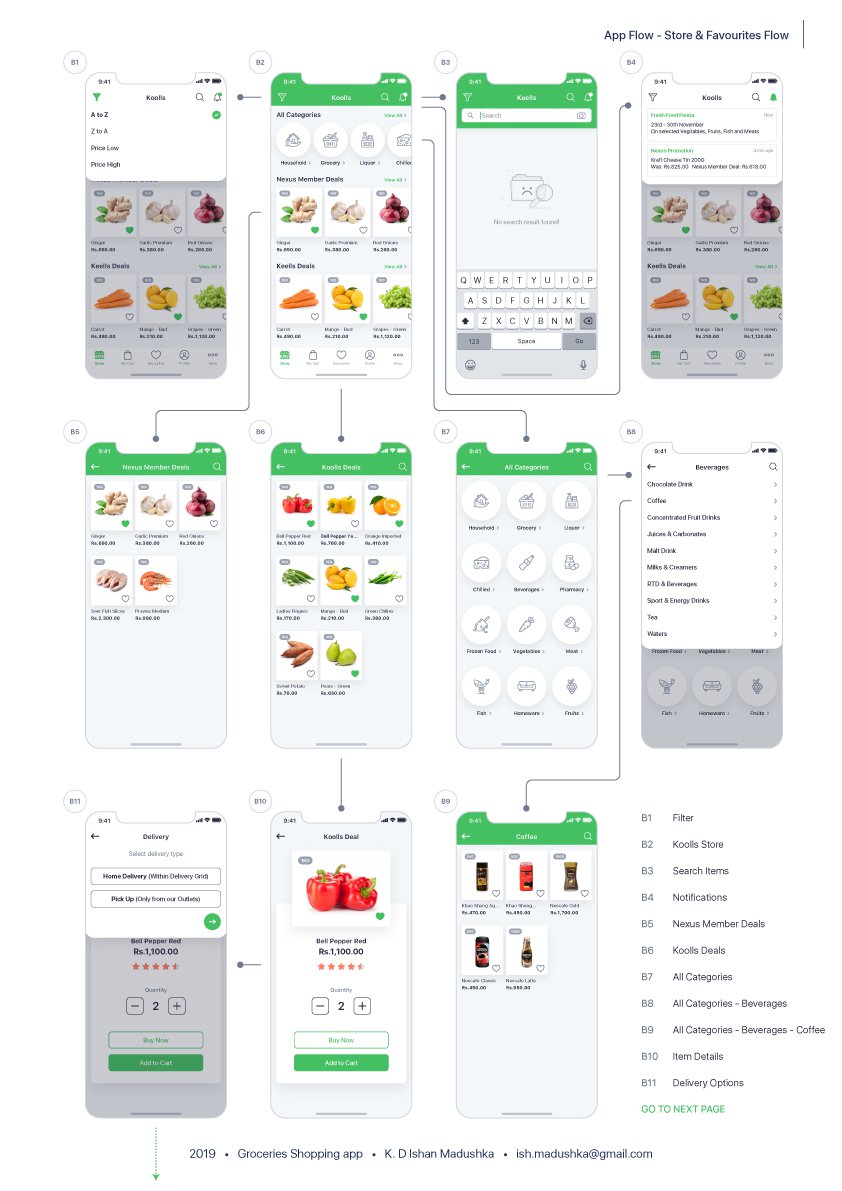 App Flow - Store & Favourites Flow
B1
9:41
Koolls
A to Z
Z to A
Price Low
Price High
Nexus Member Deals
View All >
Ginger
Rs.690.00
Garlic Premium
Rs.380.00
Red Onions
Rs.260.00
Keells Deals
View All >
Carrot
Rs.490.00
Mango - Bud
Rs.210.00
Grapes - Green
Rs.1,120.00
Store
My Cart
Favourites
Profile
More
B2
9:41
Koolls
All Categories
View All >
Household >
Grocery >
Liquor >
Chilled
Nexus Member Deals
View All >
Ginger
Rs.690.00
Garlic Premium
Rs.380.00
Red Onions
Rs.260.00
Keells Deals
View All >
Carrot
Rs.490.00
Mango - Bud
Rs.210.00
Grapes - Green
Rs.1,120.00
Store
My Cart
Favourites
Profile
More
B3
9:41
Keells
Search
No search result found!
Q W E R T Y U I O P
A S D F G H J K L
Z X C V B N M
123
Space
Go
B4
9:41
Koolls
Fresh Food Fiesta
Now
23rd - 30th November
On selected Vegitables, Fruits, Fish and Meats
Nexus Promotion
Kraft Cheese Tin 200G
Was: Rs.825.00 Nexus Member Deal: Rs.618.00
Ginger
Rs.690.00
Garlic Premium
Rs.380.00
Red Onions
Rs.260.00
Keells Deals
View All >
Carrot
Rs.490.00
Mango - Bud
Rs.210.00
Grapes - Green
Rs.1,120.00
Store
My Cart
Favourites
Profile
More
B5
9:41
Nexus Member Deals
Ginger
Rs.690.00
Garlic Premium
Rs.380.00
Red Onions
Rs.260.00
Seer Fish Slices
Rs.2,300.00
Prawns Medium
Rs.980.00
B6
9:41
Koolls Deals
Bell Pepper Red
Rs.1,100.00
Bell Pepper Ye...
Rs.760.00
Orange Imported
Rs.410.00
Ladies Fingers
Rs.170.00
Mango - Bud
Rs.210.00
Green Chillies
Rs.360.00
Sweet Potato
Rs.70.00
Pears - Green
Rs.630.00
B7
9:41
All Categories
Household >
Grocery >
Liquor >
Chilled >
Beverages >
Pharmacy >
Frozen Food >
Vegetables >
Meat >
Fish >
Homeware >
Fruits >
B8
9:41
Beverages
Chocolate Drink
Coffee
Concentrated Fruit Drinks
Juices & Carbonates
Malt Drink
Milks & Creamers
RTD & Beverages
Sport & Energy Drinks
Tea
Waters
Frozen Food >
Vegetables >
Meat >
Fish >
Homeware >
Fruits >
B11
9:41
Delivery
Select delivery type
Home Delivery (Within Delivery Grid)
Pick Up (Only from our Outlets)
Bell Pepper Red
Rs.1,100.00
Quantity
2
Buy Now
Add to Cart
B10
9:41
Koolls Deal
Bell Pepper Red
Rs.1,100.00
Quantity
2
Buy Now
Add to Cart
B9
9:41
Coffee
Khao Sheng Ag...
Rs.470.00
Khao Sheng...
Rs.450.00
Nescafe Gold
Rs.1,700.00
Nescafe Classic
Rs.450.00
Nescafe Latte
Rs.650.00
B1 Filter
B2 Koolls Store
B3 Search Items
B4 Notifications
B5 Nexus Member Deals
B6 Koolls Deals
B7 All Categories
B8 All Categories - Beverages
B9 All Categories - Beverages - Coffee
B10 Item Details
B11 Delivery Options
GO TO NEXT PAGE
2019 • Groceries Shopping app • K. D Ishan Madushka • ish.madushka@gmail.com